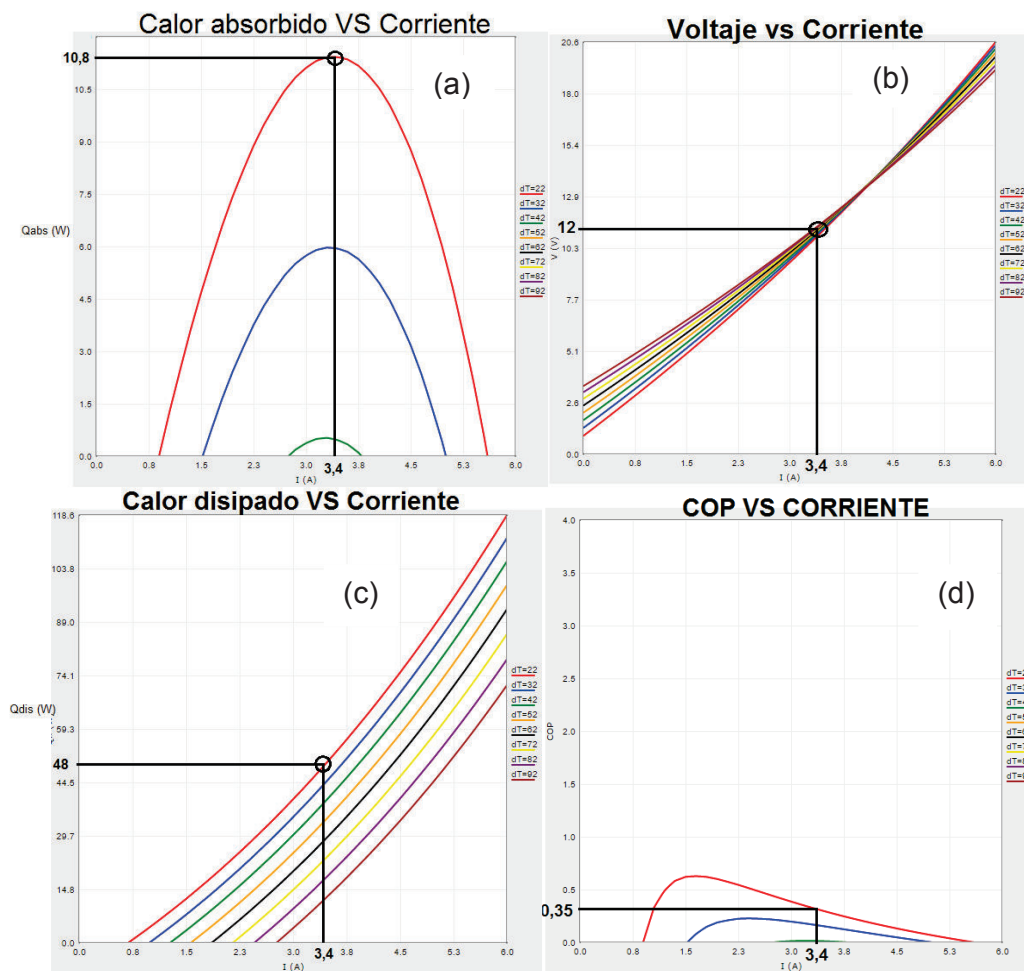 Calor absorbido VS Corriente
10,8
(a)
10.5
9.0
7.5
Qabs (W)
6.0
4.5
3.0
1.5
0.0
0.0 0.8 1.5 2.3 3.0 3,4 3.8 4.5 5.3 6.0
I (A)
dT=22
dT=32
dT=42
dT=52
dT=62
dT=72
dT=82
dT=92
Voltaje vs Corriente
(b)
20.6
18.0
15.4
12.9
12
10.3
V (V)
7.7
5.1
2.6
0.0
0.0 0.8 1.5 2.3 3.0 3,4 3.8 4.5 5.3 6.0
I (A)
dT=22
dT=32
dT=42
dT=52
dT=62
dT=72
dT=82
dT=92
Calor disipado VS Corriente
(c)
118.6
103.8
89.0
74.1
Qdis (W)
59.3
48
44.5
29.7
14.8
0.0
0.0 0.8 1.5 2.3 3.0 3,4 3.8 4.5 5.3 6.0
I (A)
dT=22
dT=32
dT=42
dT=52
dT=62
dT=72
dT=82
dT=92
COP VS CORRIENTE
(d)
4.0
3.5
3.0
2.5
2.0
COP
1.5
1.0
0.5
0,35
0.0
0.0 0.8 1.5 2.3 3.0 3,4 3.8 4.5 5.3 6.0
I (A)